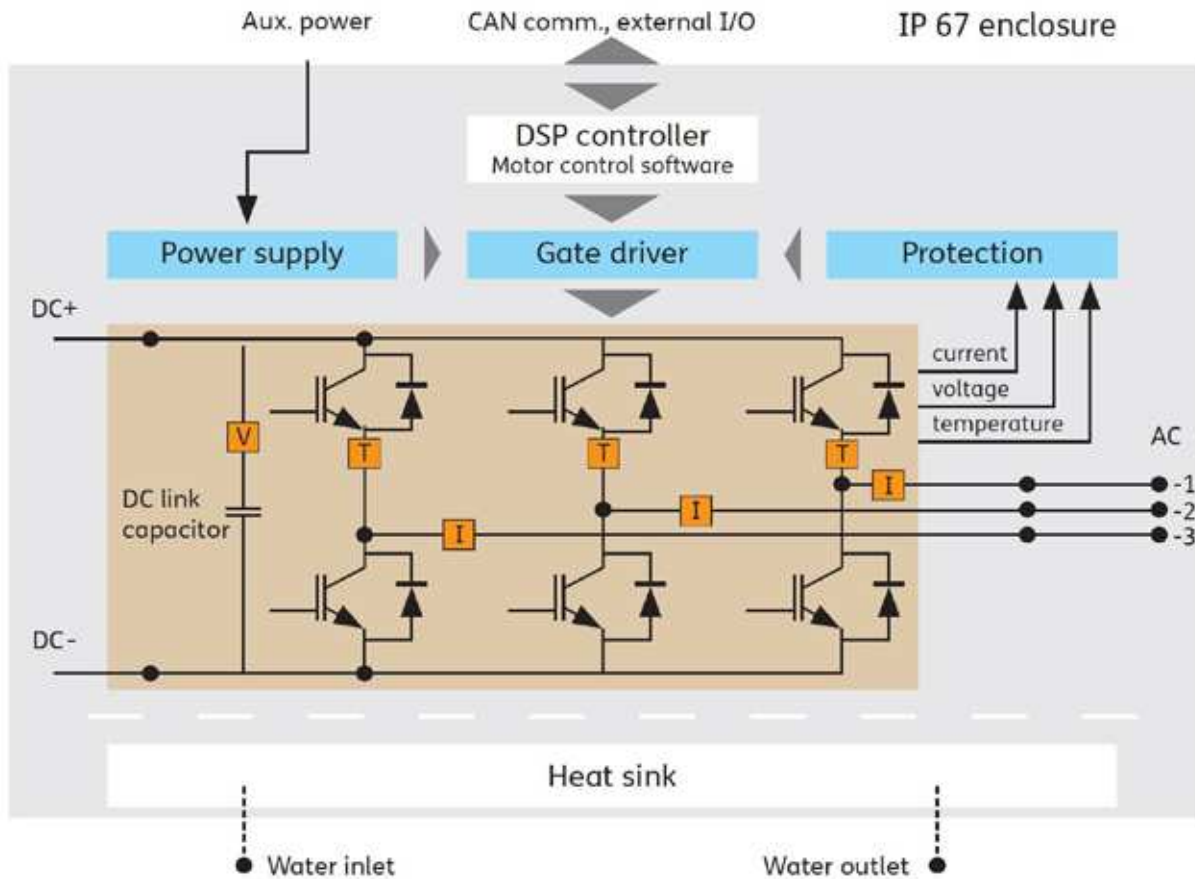 Aux. power
CAN comm., external I/O
IP 67 enclosure
DSP controller
Motor control software
Power supply
Gate driver
Protection
DC+
current
voltage
temperature
AC
V
T
T
T
DC link
capacitor
I
I
I
-1
-2
-3
DC-
Heat sink
Water inlet
Water outlet